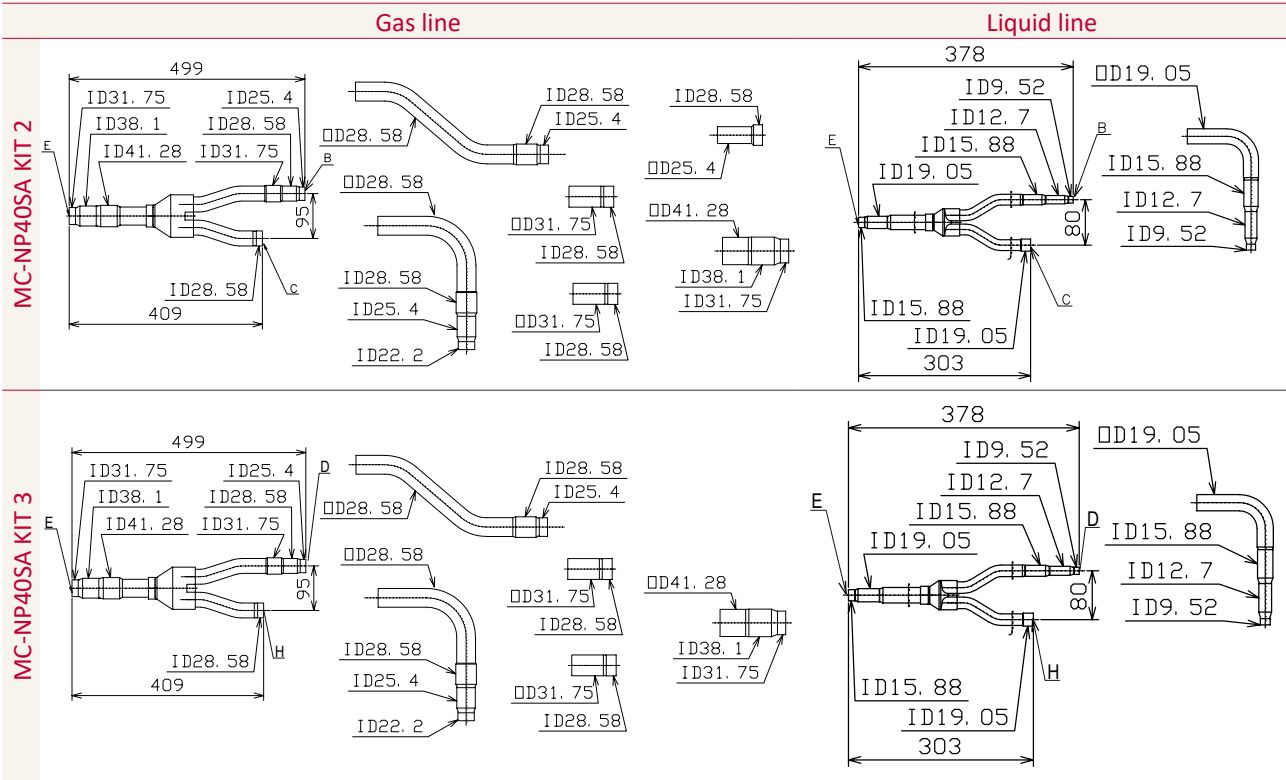 Gas line
Liquid line
MC-NP40SA KIT 2
499
ID31. 75
ID25. 4
ID38. 1
ID28. 58
E
ID41. 28
ID31. 75
B
95
ID28. 58
C
409
ID28. 58
ID25. 4
OD28. 58
OD28. 58
ID28. 58
ID25. 4
ID22. 2
ID28. 58
OD25. 4
OD31. 75
ID28. 58
OD31. 75
ID28. 58
OD41. 28
ID38. 1
ID31. 75
378
ID9. 52
ID12. 7
B
E
ID15. 88
ID19. 05
80
ID15. 88
C
ID19. 05
303
OD19. 05
ID15. 88
ID12. 7
ID9. 52
MC-NP40SA KIT 3
499
ID31. 75
ID25. 4
D
ID38. 1
ID28. 58
E
ID41. 28
ID31. 75
95
ID28. 58
H
409
ID28. 58
ID25. 4
OD28. 58
OD28. 58
ID28. 58
ID25. 4
ID22. 2
OD31. 75
ID28. 58
OD31. 75
ID28. 58
OD41. 28
ID38. 1
ID31. 75
378
ID9. 52
ID12. 7
E
ID15. 88
D
ID19. 05
80
ID15. 88
H
ID19. 05
303
OD19. 05
ID15. 88
ID12. 7
ID9. 52